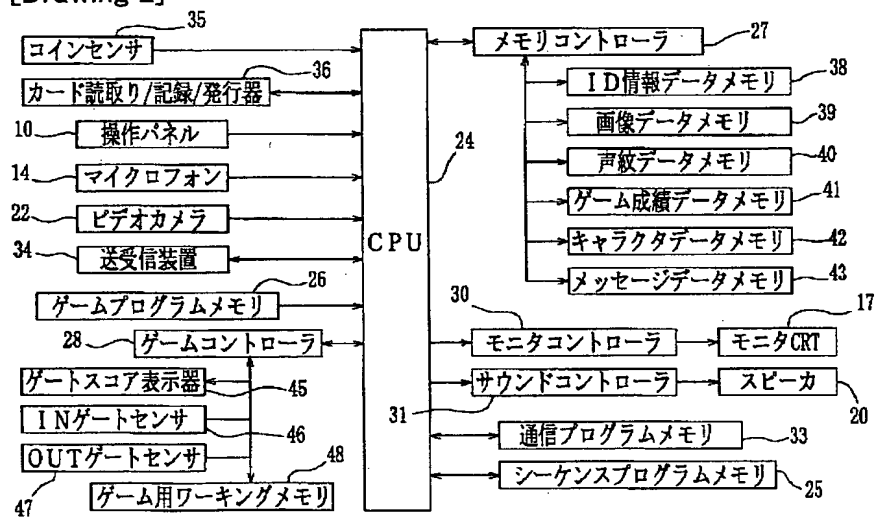 [Drawing 2]
35
コインセンサ
36
カード読取り/記録/発行器
10
操作パネル
14
マイクロフォン
22
ビデオカメラ
34
送受信装置
26
ゲームプログラムメモリ
28
ゲームコントローラ
ゲートスコア表示器
45
INゲートセンサ
46
OUTゲートセンサ
47
48
ゲーム用ワーキングメモリ
CPU
24
メモリコントローラ
27
ID情報データメモリ
38
画像データメモリ
39
声紋データメモリ
40
ゲーム成績データメモリ
41
キャラクタデータメモリ
42
メッセージデータメモリ
43
30
モニタコントローラ
17
モニタCRT
サウンドコントローラ
31
スピーカ
20
通信プログラムメモリ
33
シーケンスプログラムメモリ
25